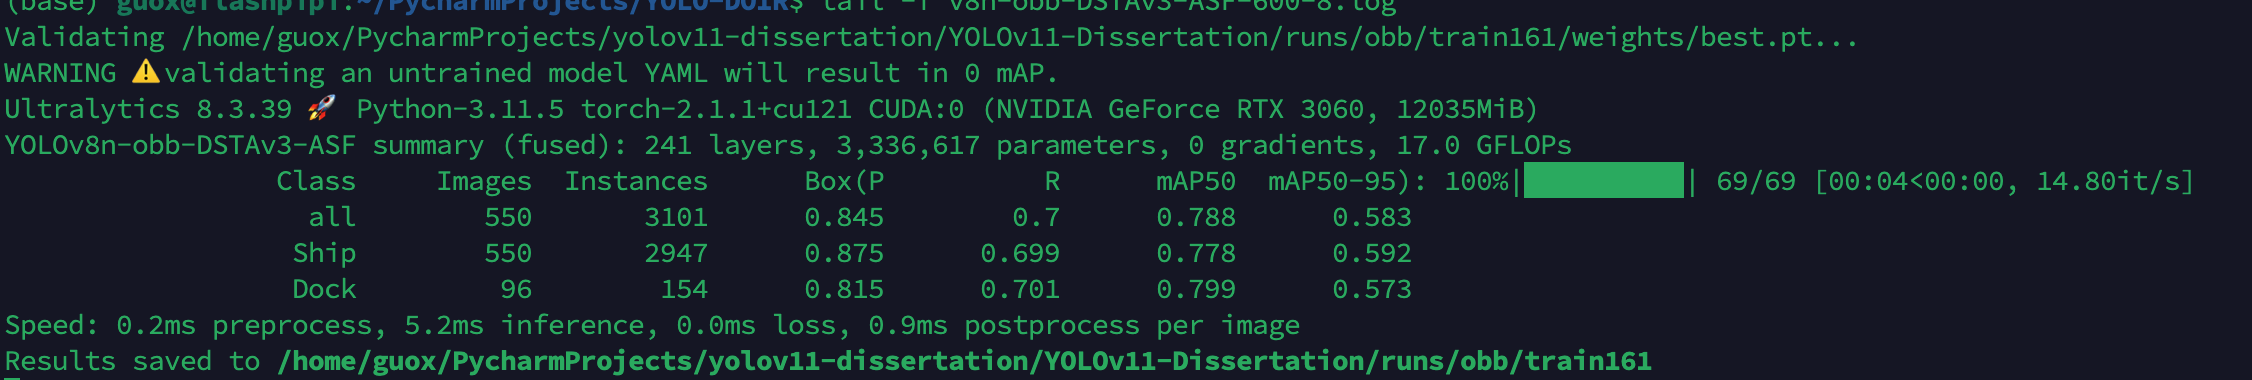 (base) guox@flashpipi:~/PycharmProjects/YOLO-DOIR$ tail -f v8n-obb-DSTAv3-ASF-600-8.log
Validating /home/guox/PycharmProjects/yolov11-dissertation/YOLOv11-Dissertation/runs/obb/train161/weights/best.pt...
WARNING ⚠️validating an untrained model YAML will result in 0 mAP.
Ultralytics 8.3.39 🚀 Python-3.11.5 torch-2.1.1+cu121 CUDA:0 (NVIDIA GeForce RTX 3060, 12035MiB)
YOLOv8n-obb-DSTAv3-ASF summary (fused): 241 layers, 3,336,617 parameters, 0 gradients, 17.0 GFLOPs
Class Images Instances Box(P R mAP50 mAP50-95): 100%|██████████| 69/69 [00:04<00:00, 14.80it/s]
all 550 3101 0.845 0.7 0.788 0.583
Ship 550 2947 0.875 0.699 0.778 0.592
Dock 96 154 0.815 0.701 0.799 0.573
Speed: 0.2ms preprocess, 5.2ms inference, 0.0ms loss, 0.9ms postprocess per image
Results saved to /home/guox/PycharmProjects/yolov11-dissertation/YOLOv11-Dissertation/runs/obb/train161